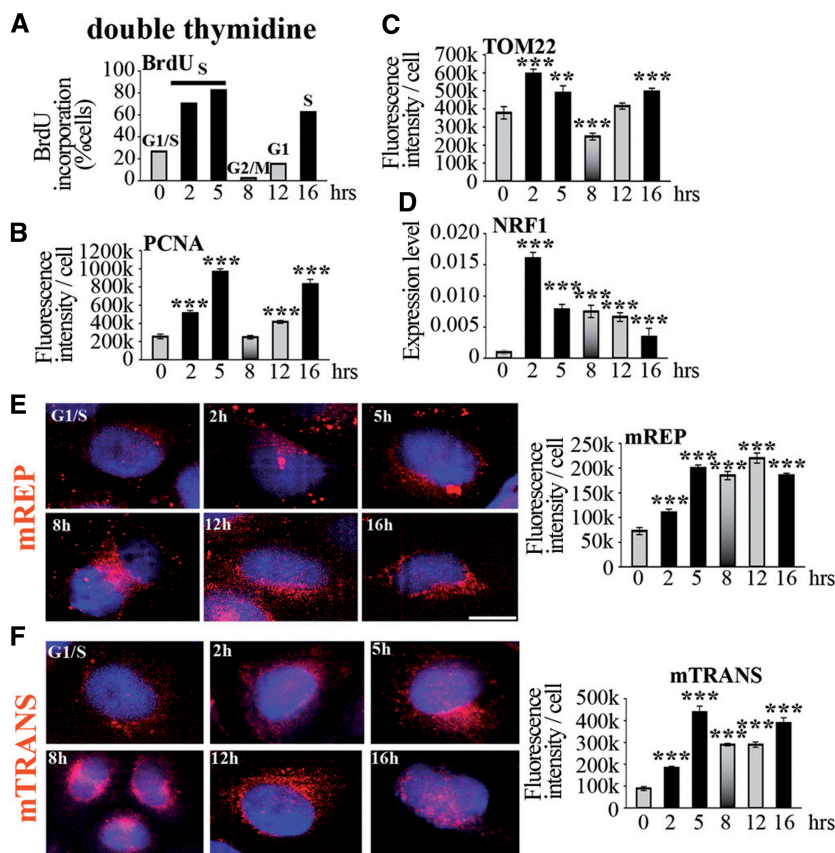 A
double thymidine
BrdU
S
BrdU
incorporation
(%cells)
100
80
60
40
20
0
G1/S
G2/M
G1
S
0 2 5 8 12 16 hrs
B
PCNA
Fluorescence
intensity / cell
1200k
1000k
800k
600k
400k
200k
0
*** *** *** ***
0 2 5 8 12 16 hrs
C
TOM22
Fluorescence
intensity / cell
700k
600k
500k
400k
300k
200k
100k
0
*** ** *** ***
0 2 5 8 12 16 hrs
D
NRF1
Expression level
0.020
0.015
0.010
0.005
0
*** *** *** *** ***
0 2 5 8 12 16 hrs
E
mREP
G1/S 2h 5h
8h 12h 16h
mREP
Fluorescence
intensity / cell
250k
200k
150k
100k
50k
0
*** *** *** *** ***
0 2 5 8 12 16 hrs
F
mTRANS
G1/S 2h 5h
8h 12h 16h
mTRANS
Fluorescence
intensity / cell
500k
400k
300k
200k
100k
0
*** *** *** *** ***
0 2 5 8 12 16 hrs